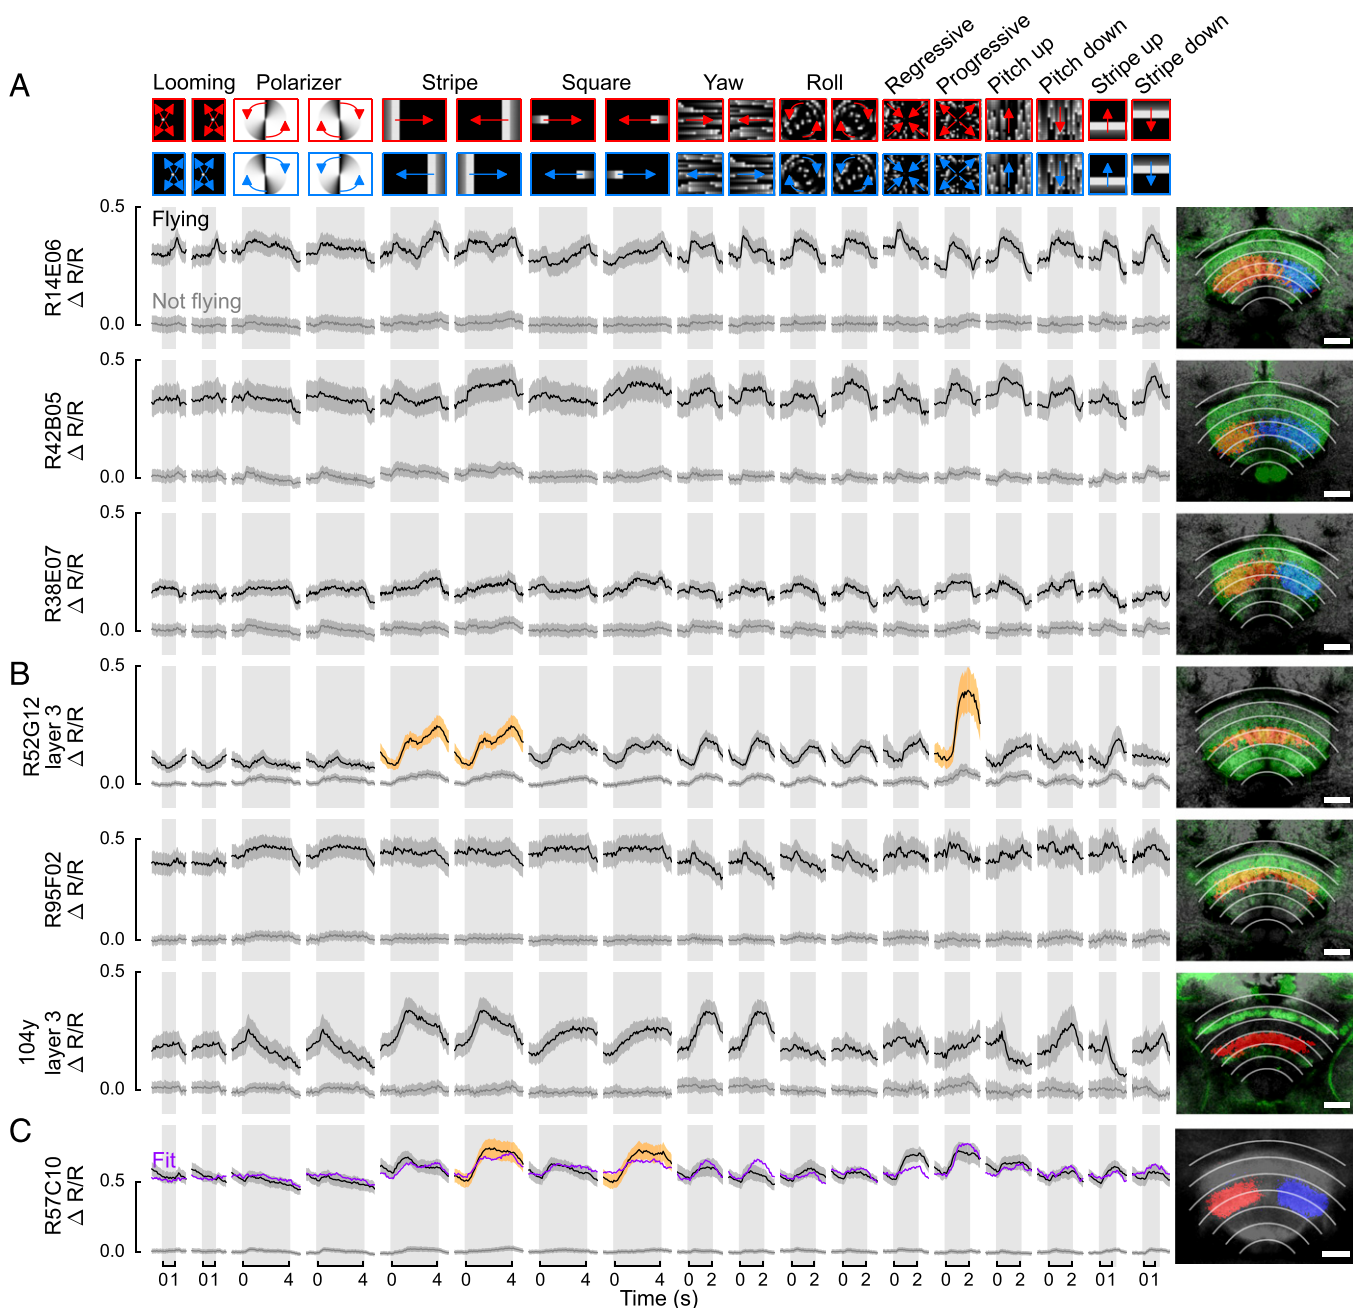 A
Looming Polarizer Stripe Square Yaw Roll Regressive Progressive Pitch up Pitch down Stripe up Stripe down
0.5
Flying
R14E06
Δ R/R
Not flying
0.0
0.5
R42B05
Δ R/R
0.0
0.5
R38E07
Δ R/R
0.0
B
0.5
R52G12
layer 3
Δ R/R
0.0
0.5
R95F02
Δ R/R
0.0
0.5
104y
layer 3
Δ R/R
0.0
C
Fit
R57C10
Δ R/R
0.5
0.0
01 01 0 4 0 4 0 4 0 4 0 4 0 4 0 2 0 2 0 2 0 2 0 2 0 2 0 2 0 2 01 01
Time (s)